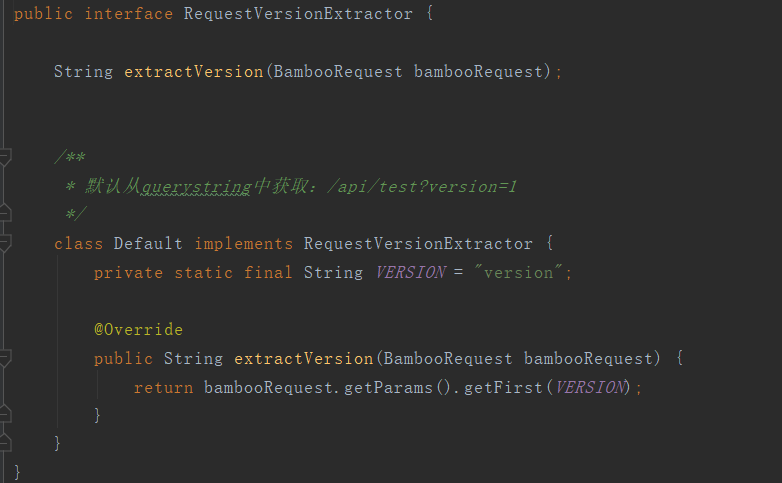 public interface RequestVersionExtractor {
String extractVersion(BambooRequest bambooRequest);
/**
* 默认从querystring中获取: /api/test?version=1
*/
class Default implements RequestVersionExtractor {
private static final String VERSION = "version";
@Override
public String extractVersion(BambooRequest bambooRequest) {
return bambooRequest.getParams().getFirst(VERSION);
}
}
}